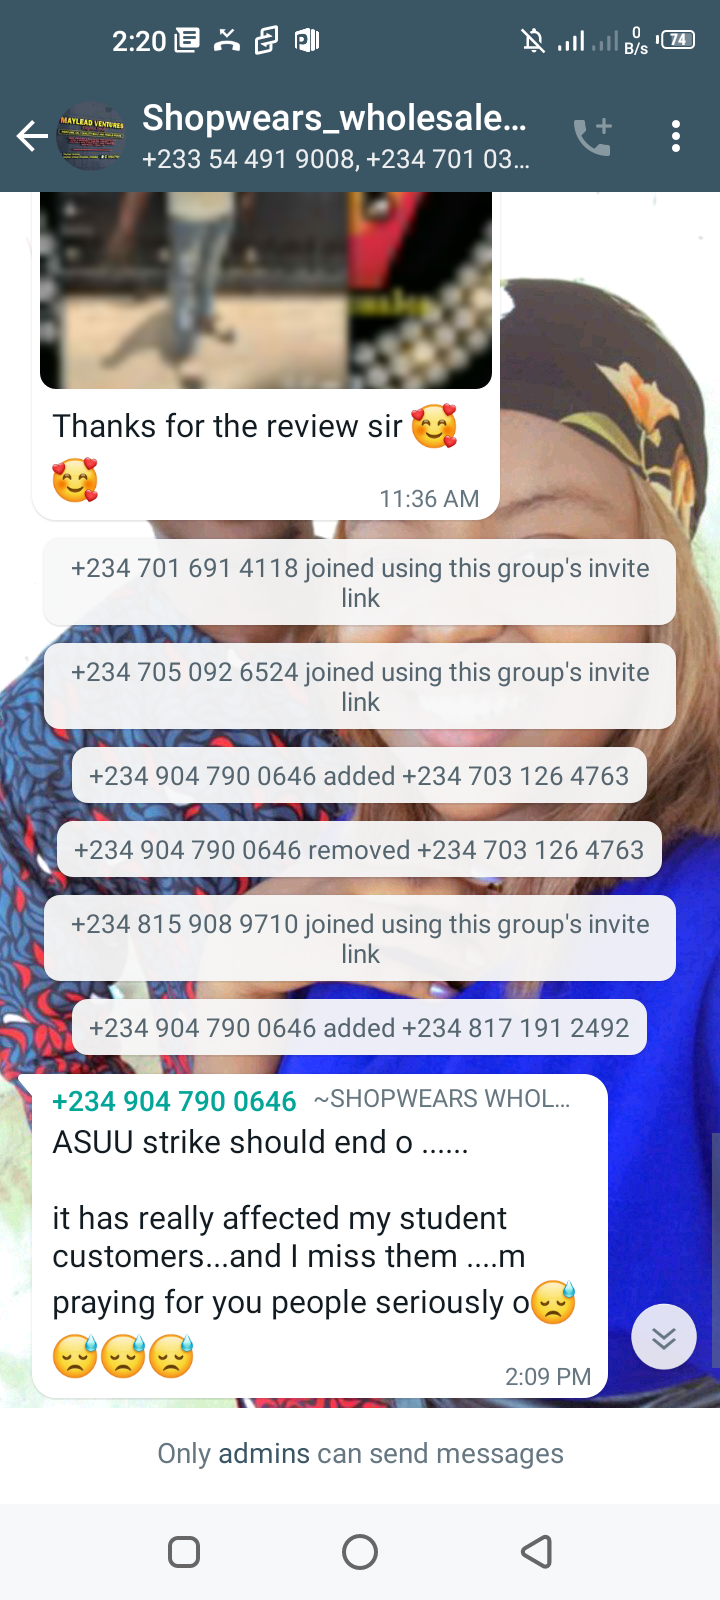 2:20
0
B/s
74
MAYLEAD VENTURES
Shopwears_wholesale...
+233 54 491 9008, +234 701 03...
Thanks for the review sir 🥰
🥰
11:36 AM
+234 701 691 4118 joined using this group's invite
link
+234 705 092 6524 joined using this group's invite
link
+234 904 790 0646 added +234 703 126 4763
+234 904 790 0646 removed +234 703 126 4763
+234 815 908 9710 joined using this group's invite
link
+234 904 790 0646 added +234 817 191 2492
+234 904 790 0646 ~SHOPWEARS WHOL...
ASUU strike should end o ......
it has really affected my student
customers...and I miss them ....m
praying for you people seriously o😓
😓😓😓
2:09 PM
Only admins can send messages